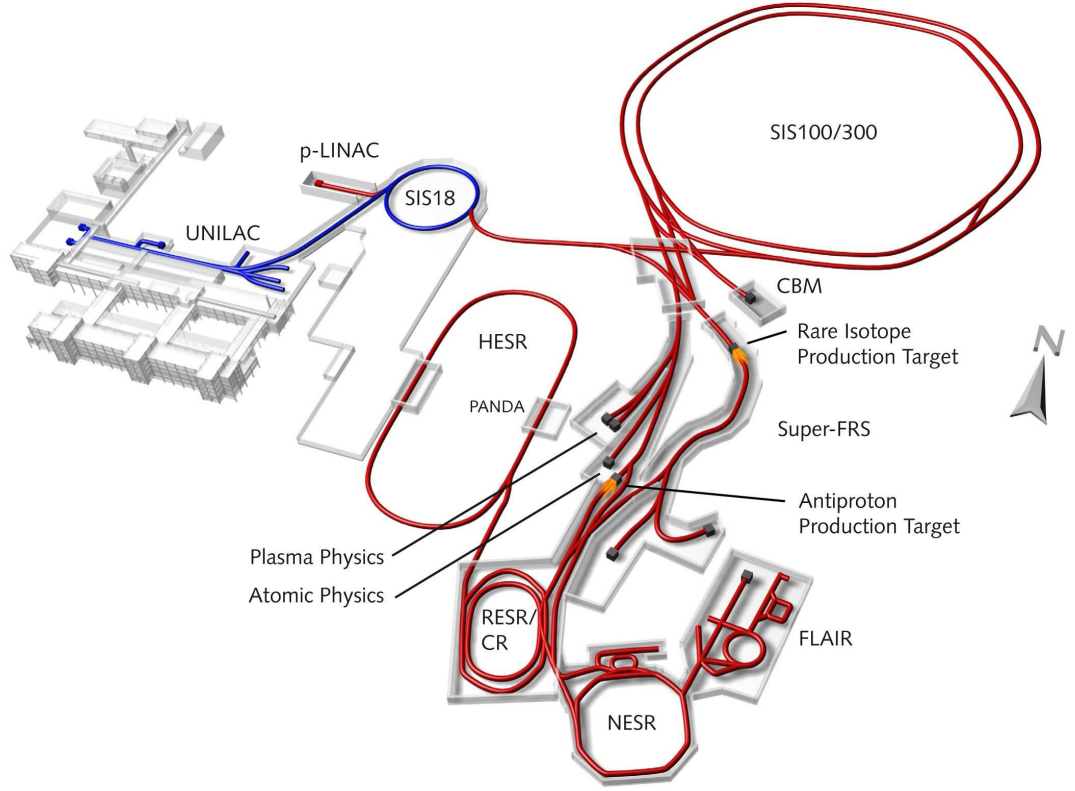 SIS100/300
p-LINAC
SIS18
UNILAC
CBM
Rare Isotope
Production Target
N
HESR
PANDA
Super-FRS
Antiproton
Production Target
Plasma Physics
Atomic Physics
RESR/
CR
FLAIR
NESR